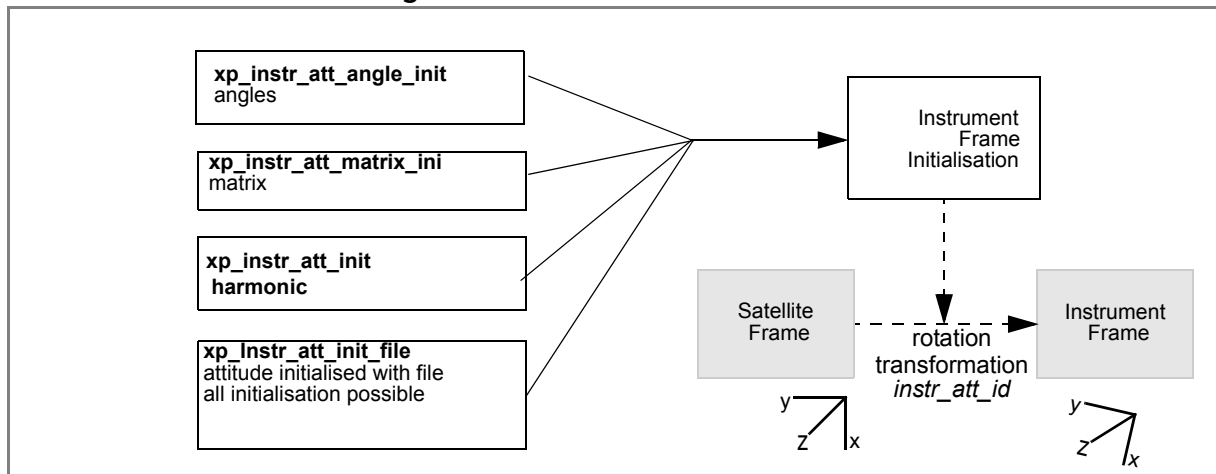 xp_instr_att_angle_init
angles
xp_instr_att_matrix_ini
matrix
xp_instr_att_init
harmonic
xp_Instr_att_init_file
attitude initialised with file
all initialisation possible
Instrument
Frame
Initialisation
Satellite
Frame
rotation
transformation
instr_att_id
Instrument
Frame
y
z
x
y
z
x